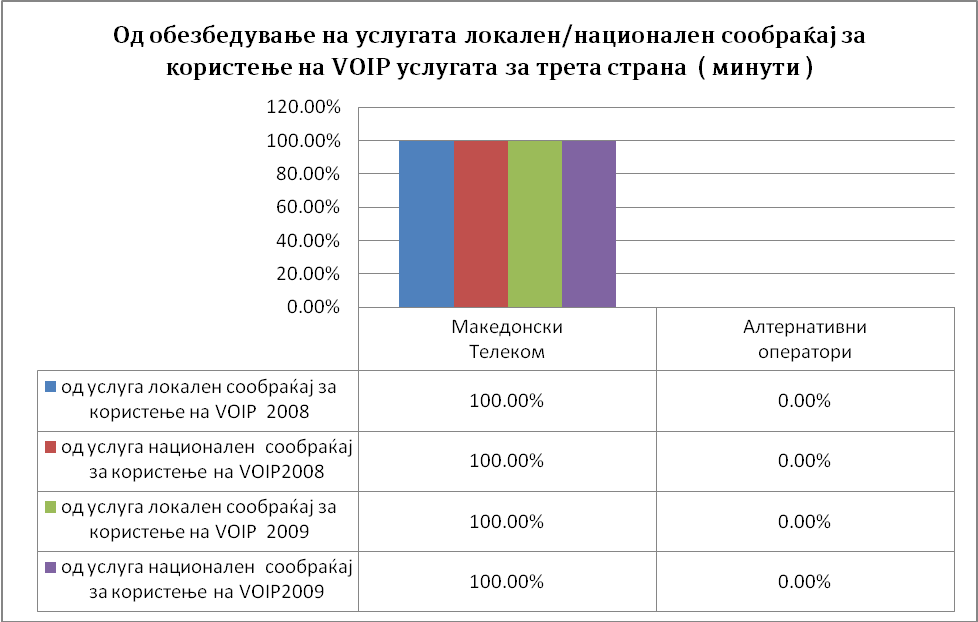 Од обезбедување на услугата локален/национален сообраќај за
користење на VOIP услугата за трета страна ( минути )
120.00%
100.00%
80.00%
60.00%
40.00%
20.00%
0.00%
Македонски
Телеком
Алтернативни
оператори
од услуга локален сообраќај за
користење на VOIP 2008
100.00%
0.00%
од услуга национален сообраќај
за користење на VOIP2008
100.00%
0.00%
од услуга локален сообраќај за
користење на VOIP 2009
100.00%
0.00%
од услуга национален сообраќај
за користење на VOIP2009
100.00%
0.00%